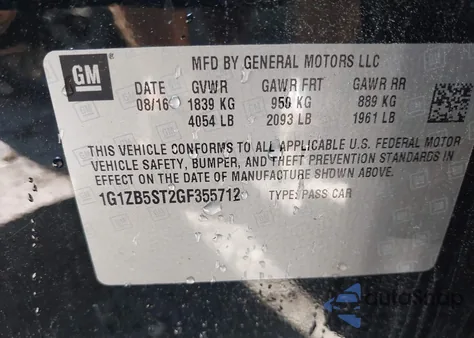 GM
MFD BY GENERAL MOTORS LLC
DATE GVWR GAWR FRT GAWR RR
08/16 1839 KG 950 KG 889 KG
4054 LB 2093 LB 1961 LB
THIS VEHICLE CONFORMS TO ALL APPLICABLE U.S. FEDERAL MOTOR
VEHICLE SAFETY, BUMPER, AND THEFT PREVENTION STANDARDS IN
EFFECT ON THE DATE OF MANUFACTURE SHOWN ABOVE.
1G1ZB5ST2GF355712 TYPE: PASS CAR
AutoSnap